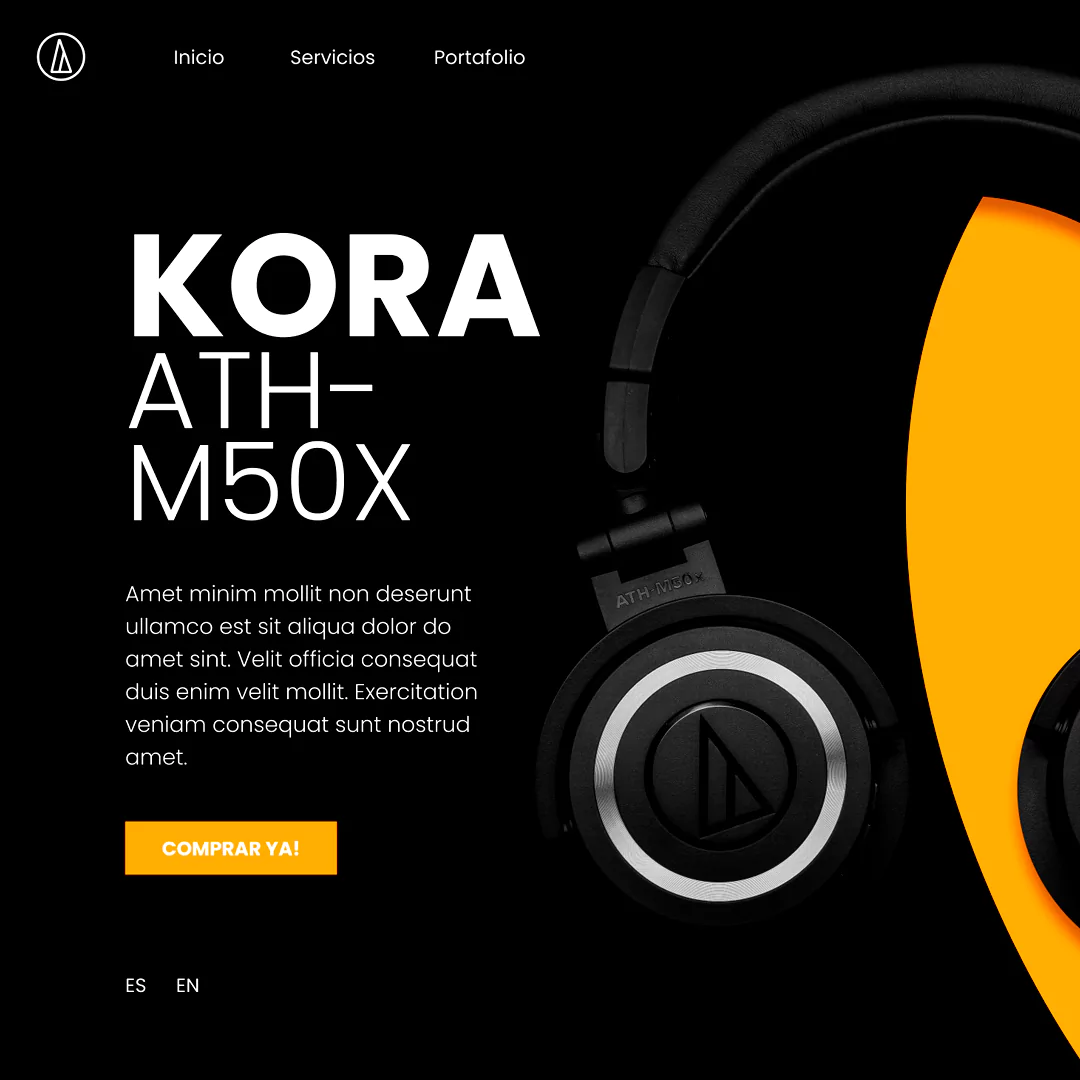 Inicio Servicios Portafolio
KORA
ATH-
M50X
ATH-M50x
Amet minim mollit non deserunt
ullamco est sit aliqua dolor do
amet sint. Velit officia consequat
duis enim velit mollit. Exercitation
veniam consequat sunt nostrud
amet.
COMPRAR YA!
ES EN